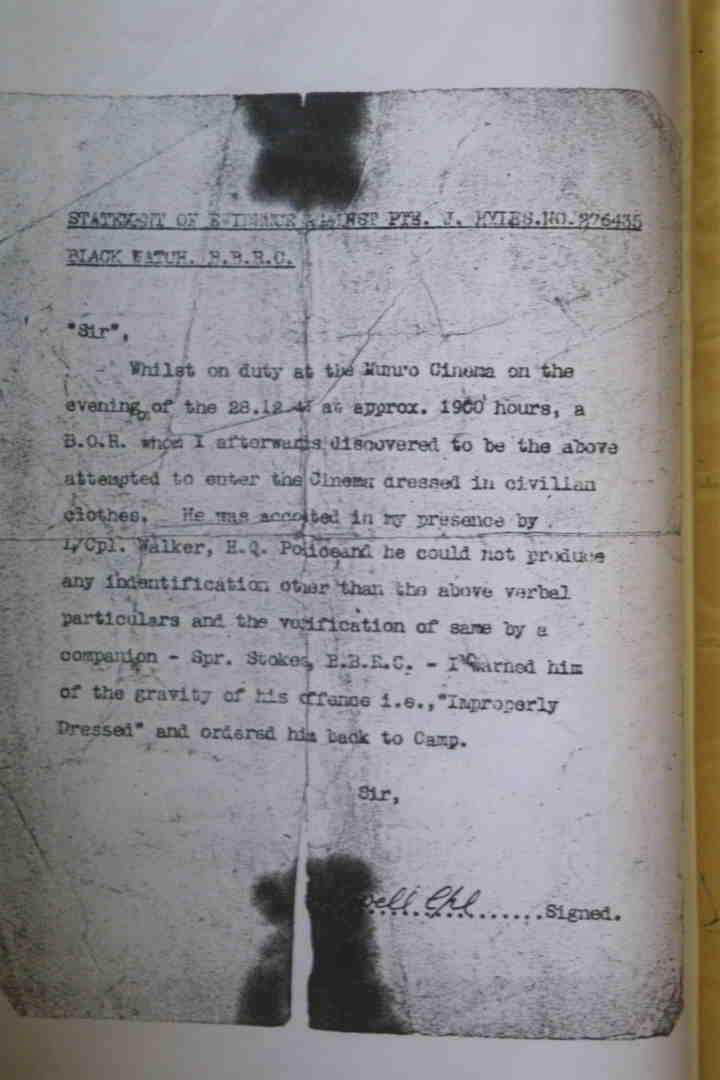 STATEMENT OF EVIDENCE AGAINST PTE. J. HYLES.NO.276435
BLACK WATCH. B.B.R.C.
"Sir",
Whilst on duty at the Munro Cinema on the
evening of the 28.12. at approx. 1900 hours, a
B.O.R. whom I afterwards discovered to be the above
attempted to enter the Cinema dressed in civilian
clothes. He was accosted in my presence by
L/Cpl. Walker, H.Q. Police and he could not produce
any indentification other than the above verbal
particulars and the verification of same by a
companion - Spr. Stokes, B.B.R.C. - I warned him
of the gravity of his offence i.e.,"Improperly
Dressed" and ordered him back to Camp.
Sir,
Cpl ............Signed.